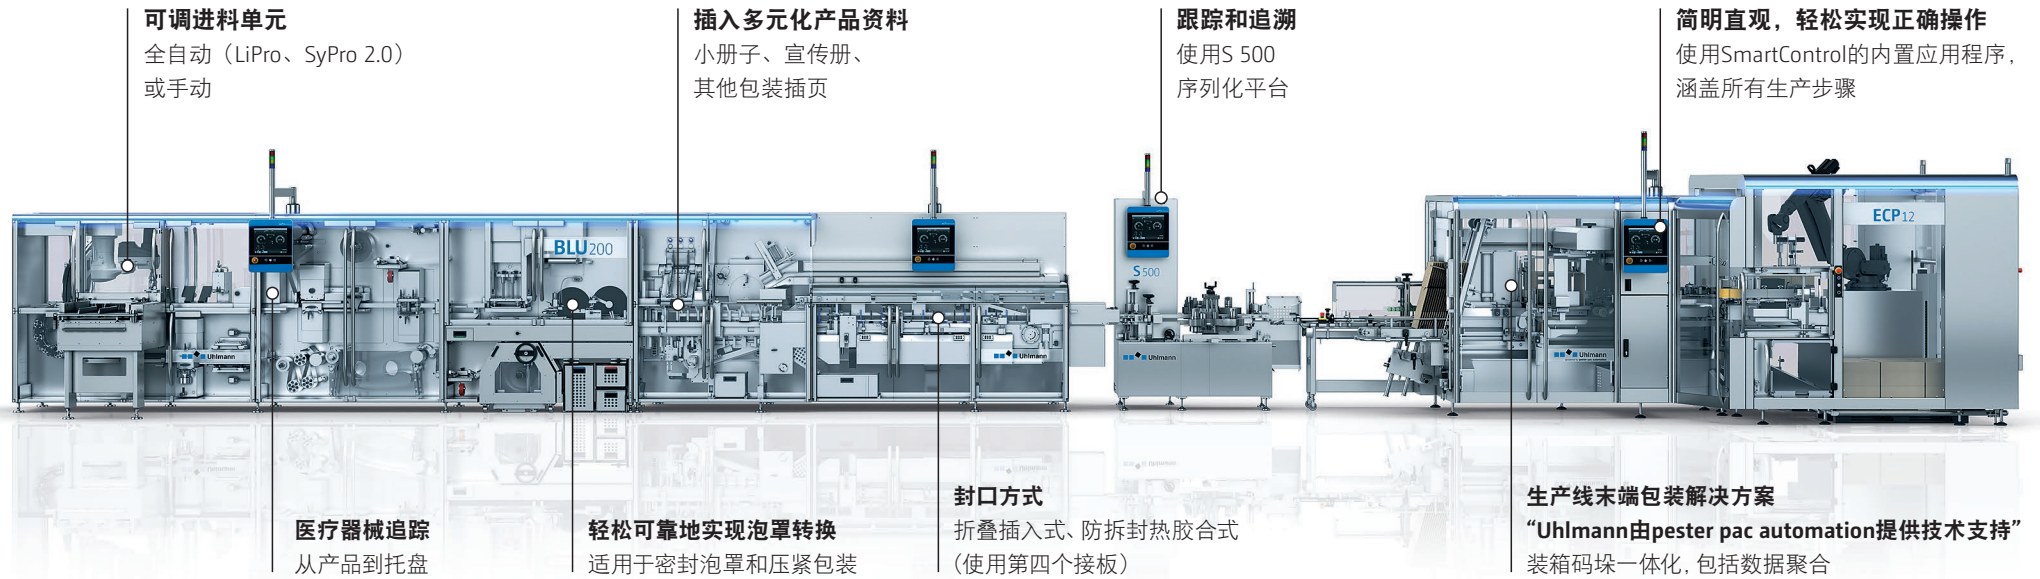 可调进料单元
全自动（LiPro、SyPro 2.0）
或手动
插入多元化产品资料
小册子、宣传册、
其他包装插页
跟踪和追溯
使用S 500
序列化平台
简明直观，轻松实现正确操作
使用SmartControl的内置应用程序，
涵盖所有生产步骤
BLU200
S500
ECP12
Uhlmann
Uhlmann
Uhlmann
Uhlmann
医疗器械追踪
从产品到托盘
轻松可靠地实现泡罩转换
适用于密封泡罩和压紧包装
封口方式
折叠插入式、防拆封热胶合式
（使用第四个接板）
生产线末端包装解决方案
“Uhlmann由pester pac automation提供技术支持”
装箱码垛一体化，包括数据聚合